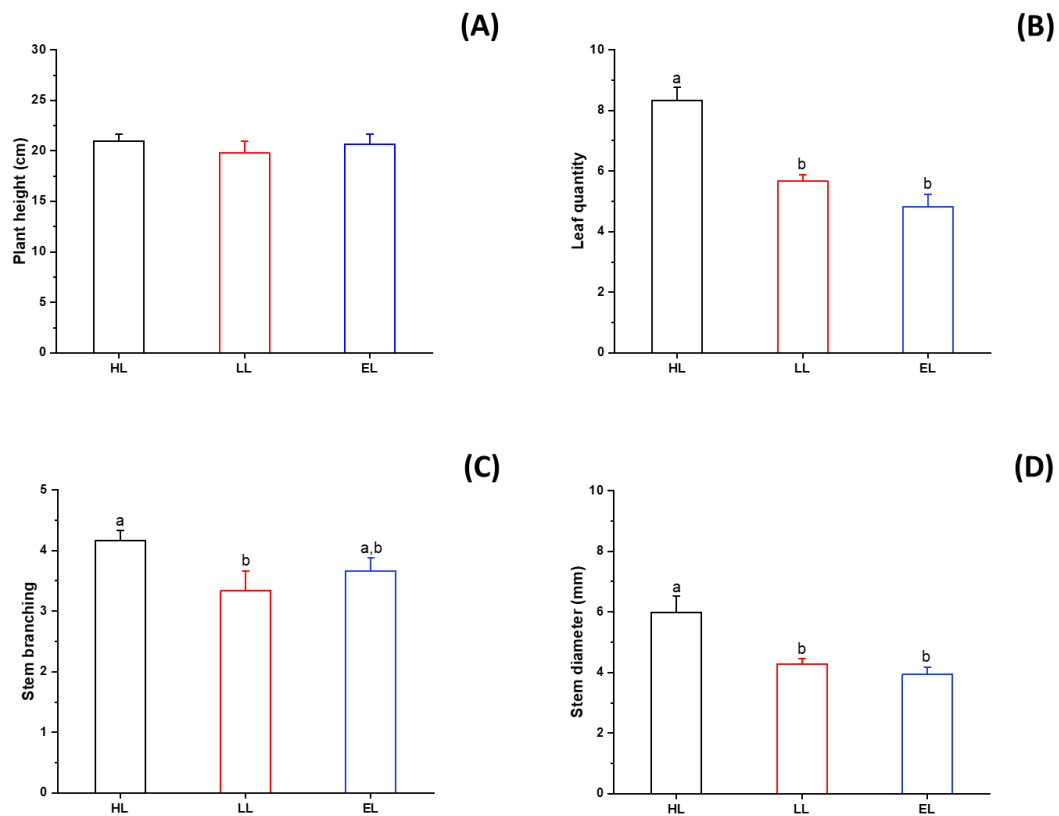 (A)
Plant height (cm)
30
25
20
15
10
5
0
HL LL EL
(B)
Leaf quantity
10
8
6
4
2
0
a
b
b
HL LL EL
(C)
Stem branching
5
4
3
2
1
0
a
b
a,b
HL LL EL
(D)
Stem diameter (mm)
10
8
6
4
2
0
a
b
b
HL LL EL